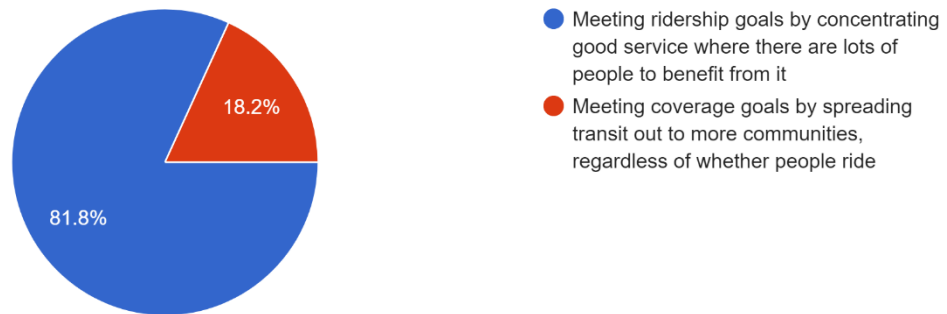 Meeting ridership goals by concentrating
good service where there are lots of
people to benefit from it
18.2%
Meeting coverage goals by spreading
transit out to more communities,
regardless of whether people ride
81.8%